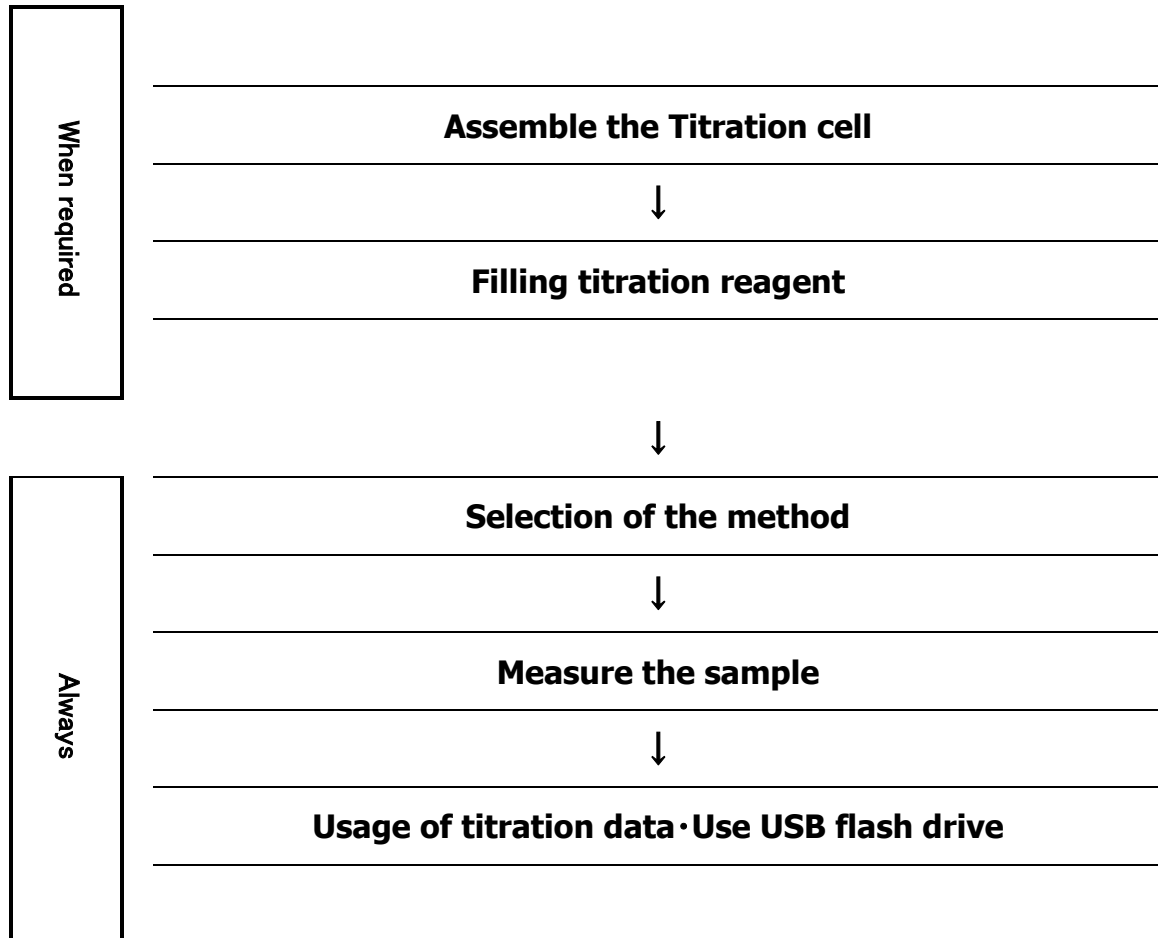 When required
Assemble the Titration cell
↓
Filling titration reagent
↓
Always
Selection of the method
↓
Measure the sample
↓
Usage of titration data･Use USB flash drive